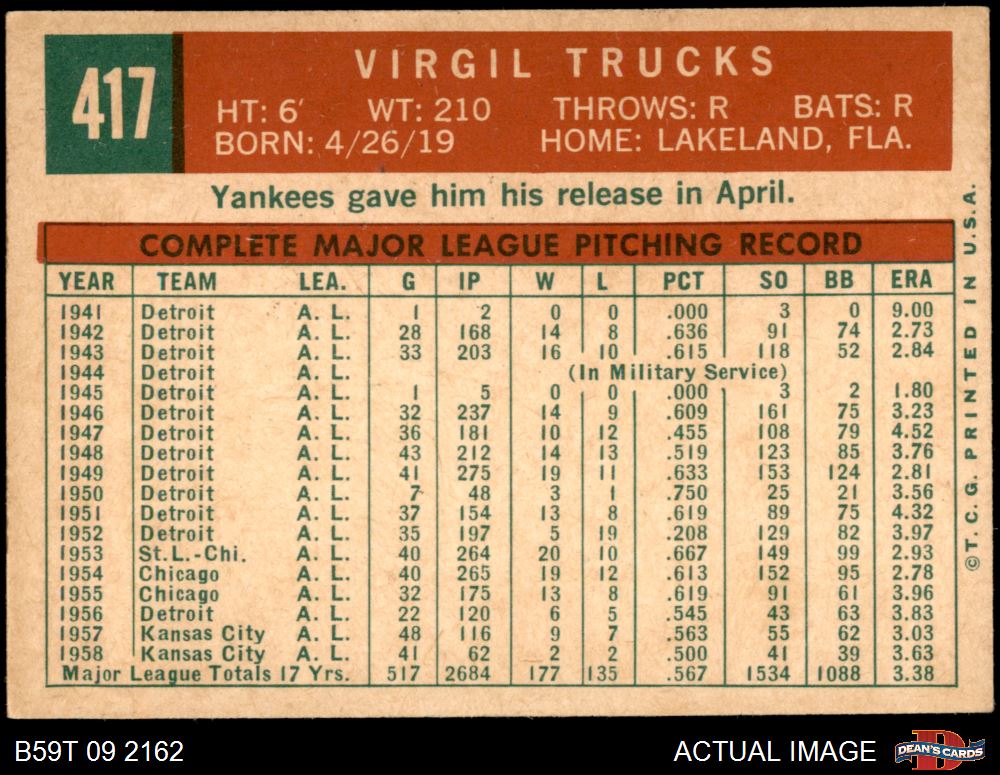 417
VIRGIL TRUCKS
HT: 6' WT: 210 THROWS: R BATS: R
BORN: 4/26/19 HOME: LAKELAND, FLA.
Yankees gave him his release in April.
COMPLETE MAJOR LEAGUE PITCHING RECORD
YEAR TEAM LEA. G IP W L PCT SO BB ERA
1941 Detroit A. L. 1 2 0 0 .000 3 0 9.00
1942 Detroit A. L. 28 168 14 8 .636 91 74 2.73
1943 Detroit A. L. 33 203 16 10 .615 118 52 2.84
1944 Detroit A. L. (In Military Service)
1945 Detroit A. L. 1 5 0 0 .000 3 2 1.80
1946 Detroit A. L. 32 237 14 9 .609 161 75 3.23
1947 Detroit A. L. 36 181 10 12 .455 108 79 4.52
1948 Detroit A. L. 43 212 14 13 .519 123 85 3.76
1949 Detroit A. L. 41 275 19 11 .633 153 124 2.81
1950 Detroit A. L. 7 48 3 1 .750 25 21 3.56
1951 Detroit A. L. 37 154 13 8 .619 89 75 4.32
1952 Detroit A. L. 35 197 5 19 .208 129 82 3.97
1953 St. L.-Chi. A. L. 40 264 20 10 .667 149 99 2.93
1954 Chicago A. L. 40 265 19 12 .613 152 95 2.78
1955 Chicago A. L. 32 175 13 8 .619 91 61 3.96
1956 Detroit A. L. 22 120 6 5 .545 43 63 3.83
1957 Kansas City A. L. 48 116 9 7 .563 55 62 3.03
1958 Kansas City A. L. 41 62 2 2 .500 41 39 3.63
Major League Totals 17 Yrs. 517 2684 177 135 .567 1534 1088 3.38
©T. C. G. PRINTED IN U.S.A.
B59T 09 2162 ACTUAL IMAGE
B
DEAN'S CARDS